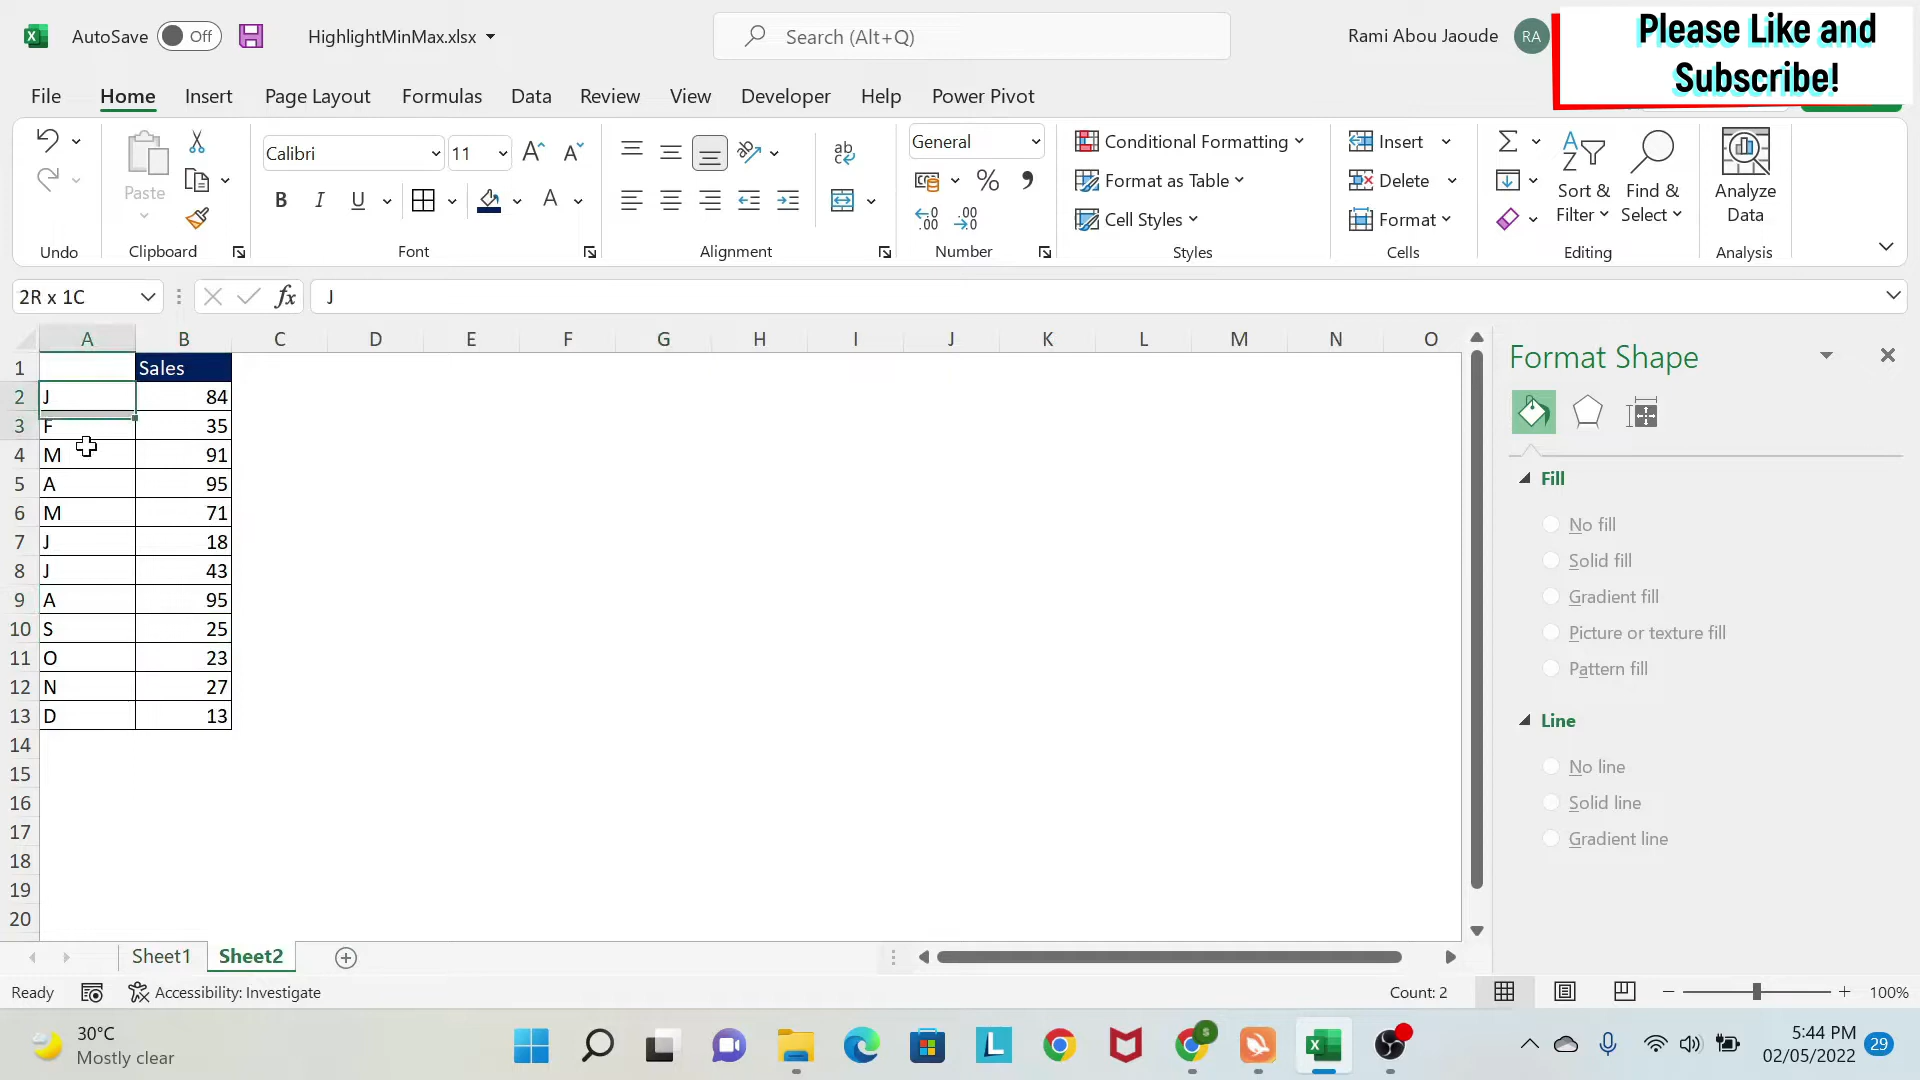 AutoSave Off HighlightMinMax.xlsx Search (Alt+Q) Rami Abou Jaoude RA
Please Like and
Subscribe!
File Home Insert Page Layout Formulas Data Review View Developer Help Power Pivot
Paste
Calibri 11
B I U A
ab
General
% ,
Conditional Formatting
Format as Table
Cell Styles
Insert
Delete
Format
Sort &
Filter
Find &
Select
Analyze
Data
Undo Clipboard Font Alignment Number Styles Cells Editing Analysis
2R x 1C fx J
A B C D E F G H I J K L M N O
1 Sales
2 J 84
3 F 35
4 M 91
5 A 95
6 M 71
7 J 18
8 J 43
9 A 95
10 S 25
11 O 23
12 N 27
13 D 13
14
15
16
17
18
19
20
Format Shape
Fill
No fill
Solid fill
Gradient fill
Picture or texture fill
Pattern fill
Line
No line
Solid line
Gradient line
Sheet1 Sheet2
Ready Accessibility: Investigate Count: 2 100%
30°C
Mostly clear
5:44 PM
02/05/2022
29